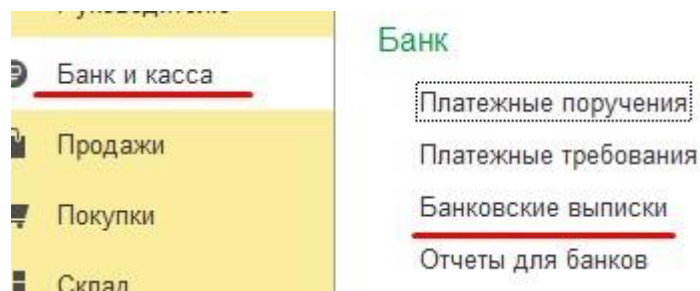 Банк и касса
Продажи
Покупки
Склад
Банк
Платежные поручения
Платежные требования
Банковские выписки
Отчеты для банков